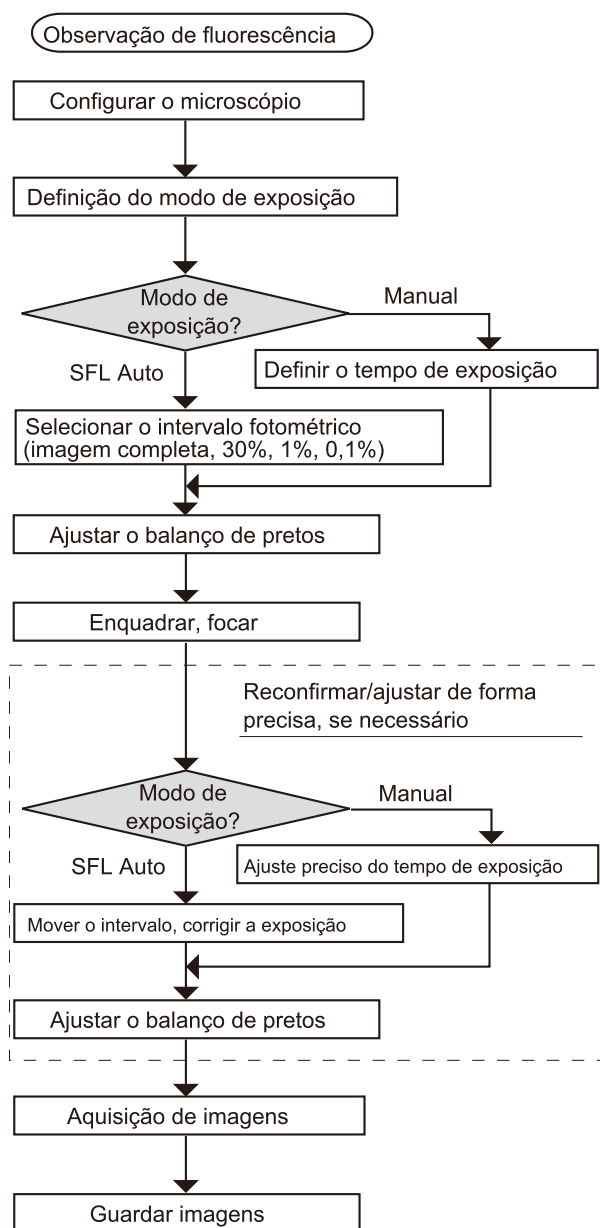 Observação de fluorescência
Configurar o microscópio
Definição do modo de exposição
Modo de
exposição?
Manual
SFL Auto
Definir o tempo de exposição
Selecionar o intervalo fotométrico
(imagem completa, 30%, 1%, 0,1%)
Ajustar o balanço de pretos
Enquadrar, focar
Reconfirmar/ajustar de forma
precisa, se necessário
Modo de
exposição?
Manual
SFL Auto
Ajuste preciso do tempo de exposição
Mover o intervalo, corrigir a exposição
Ajustar o balanço de pretos
Aquisição de imagens
Guardar imagens